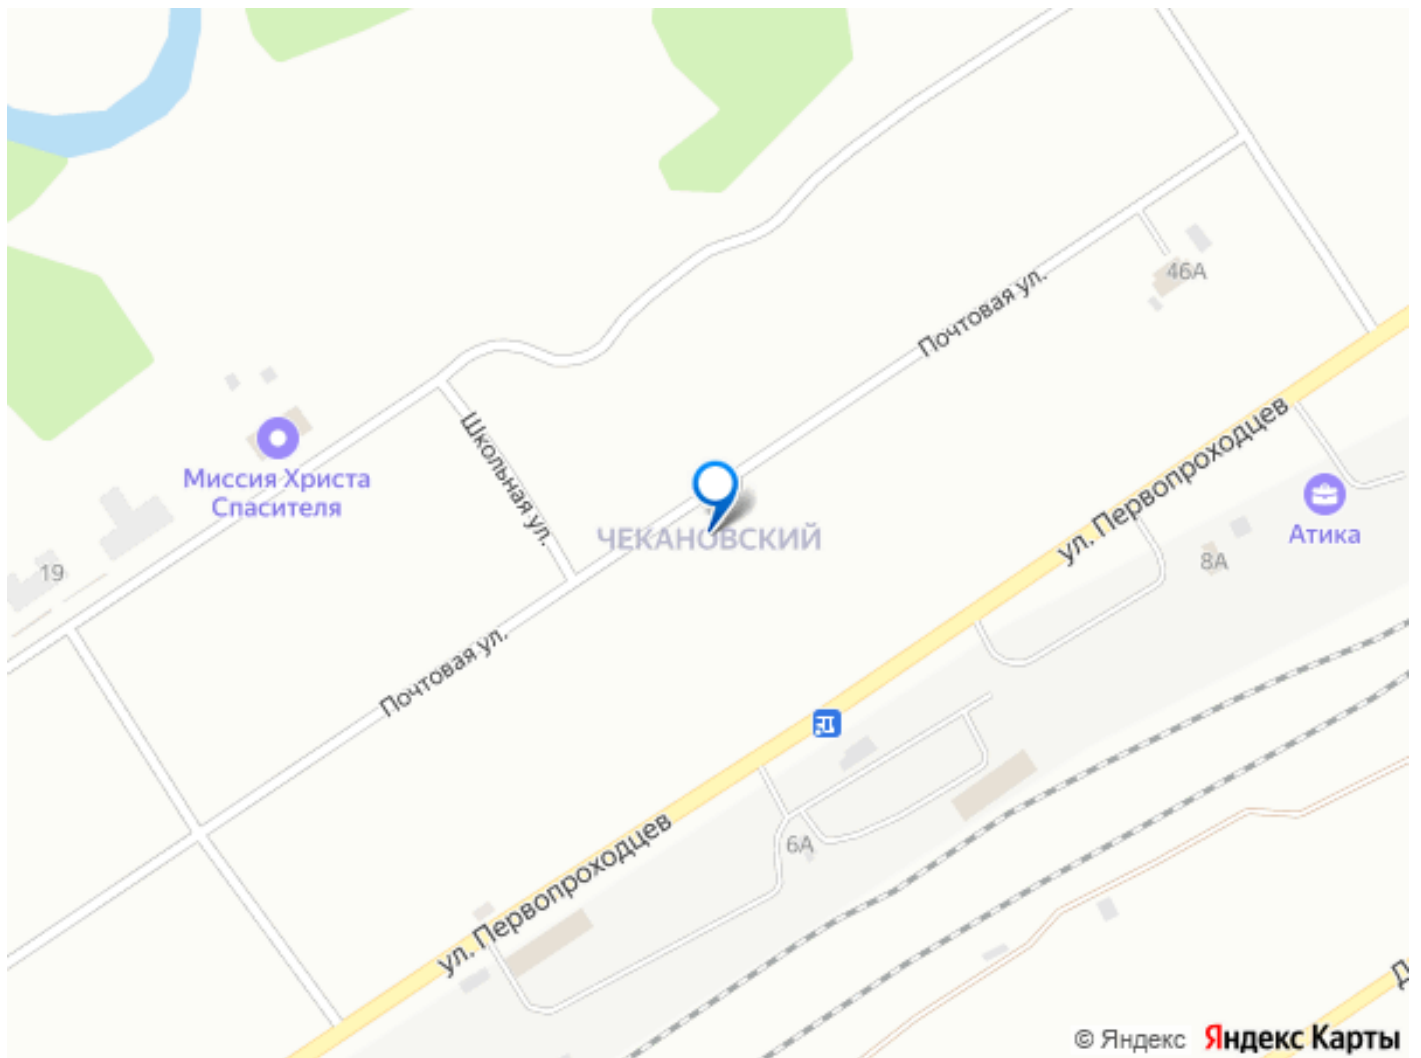 46А
Почтовая ул.
Школьная ул.
ул. Первопроходцев
Миссия Христа
Спасителя
Атика
ЧЕКАНОВСКИЙ
8А
19
Почтовая ул.
6А
ул. Первопроходцев
© Яндекс Яндекс Карты